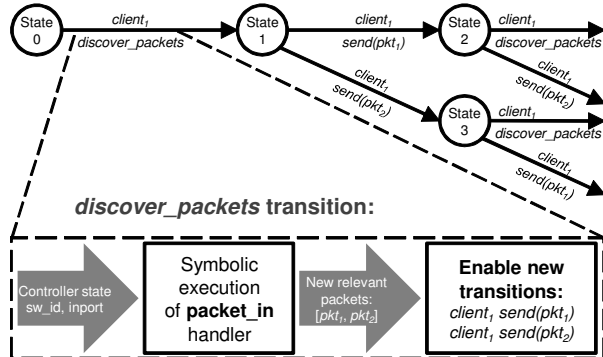 State
0
client₁
discover_packets
State
1
client₁
send(pkt₁)
State
2
client₁
discover_packets
client₁
send(pkt₂)
client₁
send(pkt₂)
State
3
client₁
discover_packets
client₁
send(pkt₁)
discover_packets transition:
Controller state
sw_id, inport
Symbolic
execution
of packet_in
handler
New relevant
packets:
[pkt₁, pkt₂]
Enable new
transitions:
client₁ send(pkt₁)
client₁ send(pkt₂)